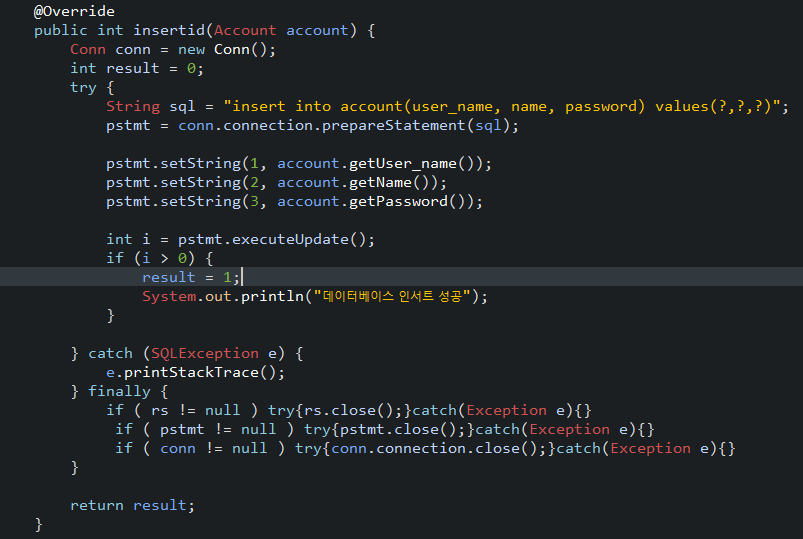 @Override
public int insertid(Account account) {
Conn conn = new Conn();
int result = 0;
try {
String sql = "insert into account(user_name, name, password) values(?,?,?)";
pstmt = conn.connection.prepareStatement(sql);
pstmt.setString(1, account.getUser_name());
pstmt.setString(2, account.getName());
pstmt.setString(3, account.getPassword());
int i = pstmt.executeUpdate();
if (i > 0) {
result = 1;
System.out.println("데이터베이스 인서트 성공");
}
} catch (SQLException e) {
e.printStackTrace();
} finally {
if ( rs != null ) try{rs.close();}catch(Exception e){}
if ( pstmt != null ) try{pstmt.close();}catch(Exception e){}
if ( conn != null ) try{conn.connection.close();}catch(Exception e){}
}
return result;
}